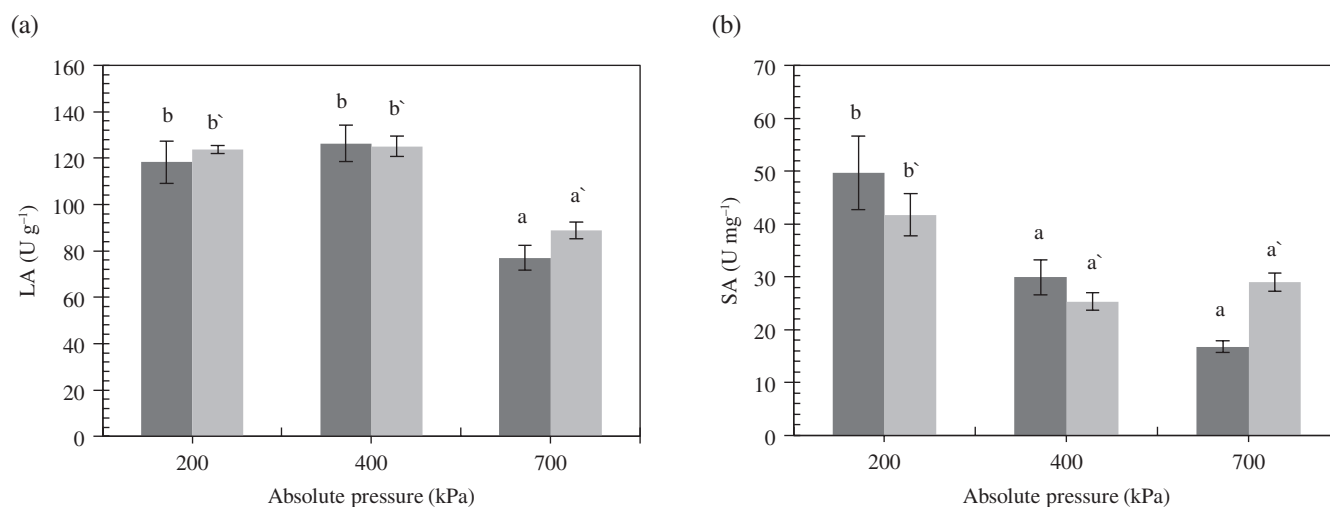 (a)
160
140
120
100
80
60
40
20
0
LA (U g⁻¹)
b
b`
b
b`
a
a`
200
400
700
Absolute pressure (kPa)
(b)
70
60
50
40
30
20
10
0
SA (U mg⁻¹)
b
b`
a
a`
a
a`
200
400
700
Absolute pressure (kPa)